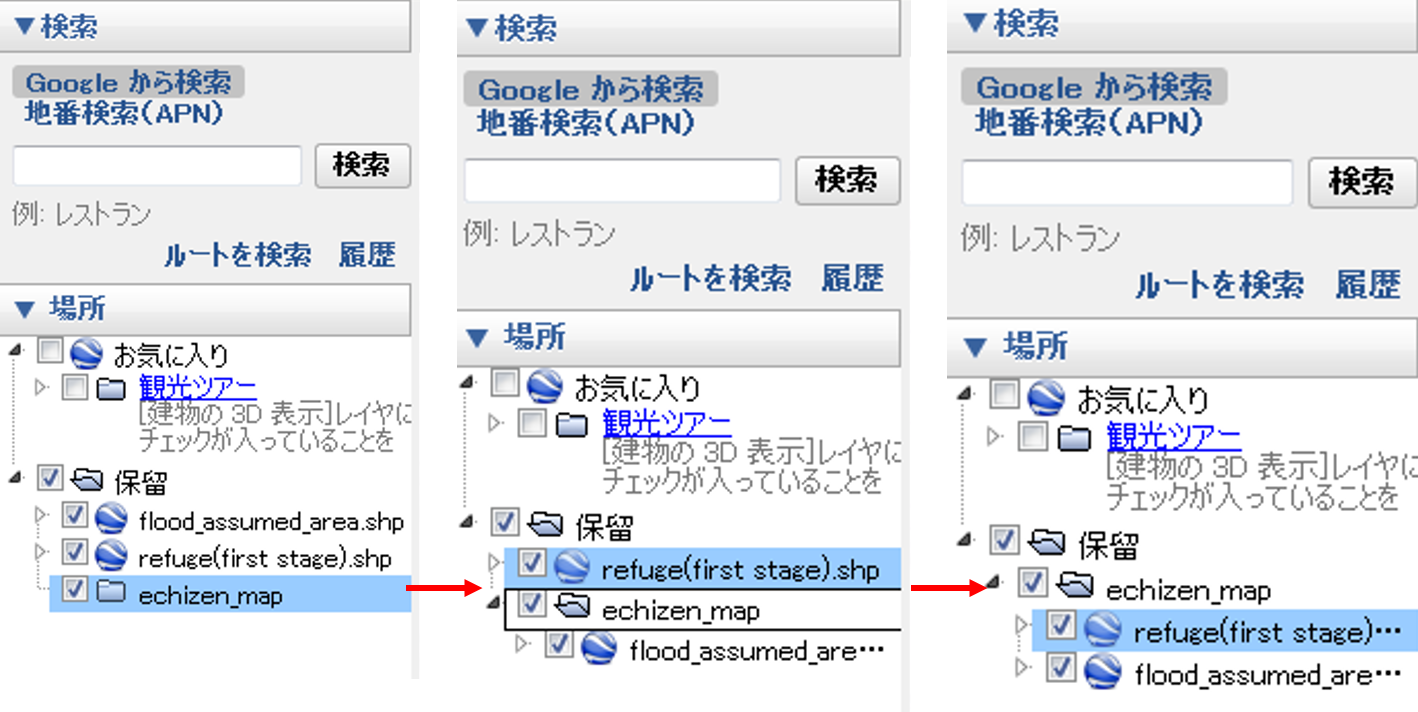 ▼検索
Google から検索
地番検索(APN)
検索
例: レストラン
ルートを検索 履歴
▼ 場所
お気に入り
観光ツアー
[建物の 3D 表示]レイヤに
チェックが入っていることを
保留
flood_assumed_area.shp
refuge(first stage).shp
echizen_map
▼検索
Google から検索
地番検索(APN)
検索
例: レストラン
ルートを検索 履歴
▼ 場所
お気に入り
観光ツアー
[建物の 3D 表示]レイヤに
チェックが入っていることを
保留
refuge(first stage).shp
echizen_map
flood_assumed_are…
▼検索
Google から検索
地番検索(APN)
検索
例: レストラン
ルートを検索 履歴
▼ 場所
お気に入り
観光ツアー
[建物の 3D 表示]レイヤに
チェックが入っていることを
保留
echizen_map
refuge(first stage)…
flood_assumed_are…